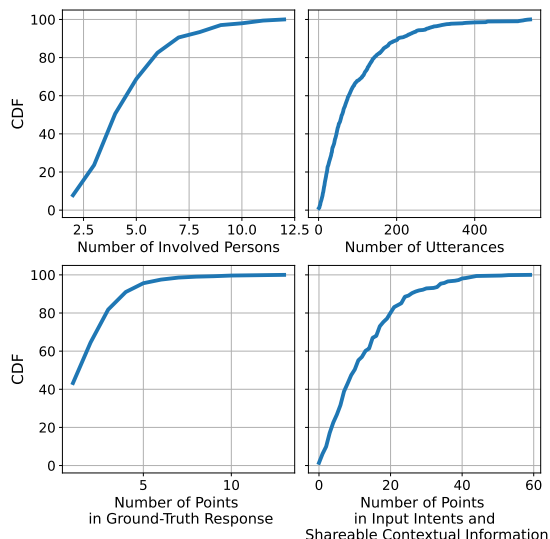 100
80
60
40
20
0
CDF
2.5 5.0 7.5 10.0 12.5
Number of Involved Persons
0 200 400
Number of Utterances
100
80
60
40
20
0
CDF
5 10
Number of Points
in Ground-Truth Response
0 20 40 60
Number of Points
in Input Intents and
Shareable Contextual Information